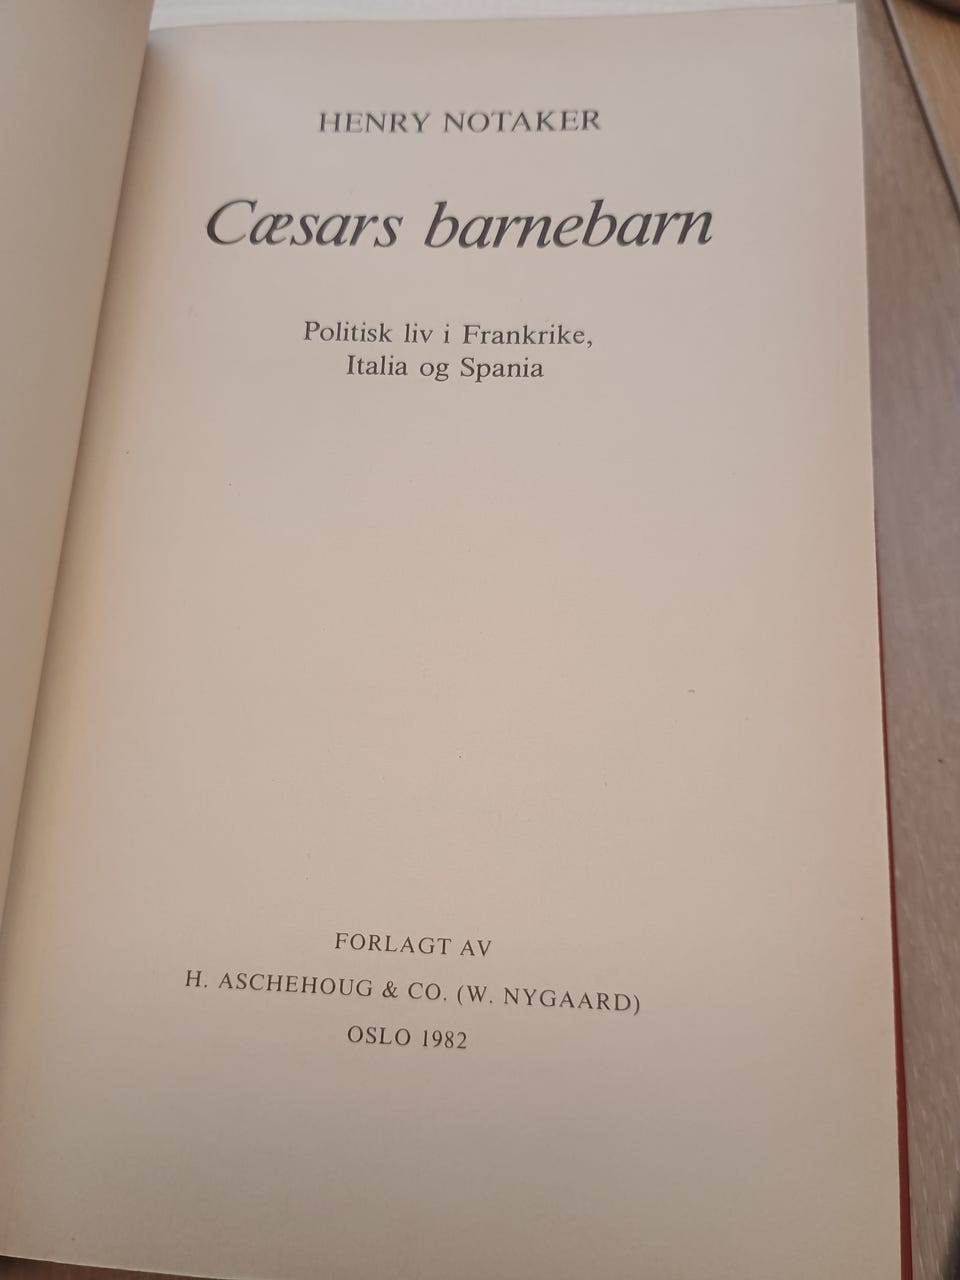 HENRY NOTAKER
Cæsars barnebarn
Politisk liv i Frankrike,
Italia og Spania
FORLAGT AV
H. ASCHEHOUG & CO. (W. NYGAARD)
OSLO 1982